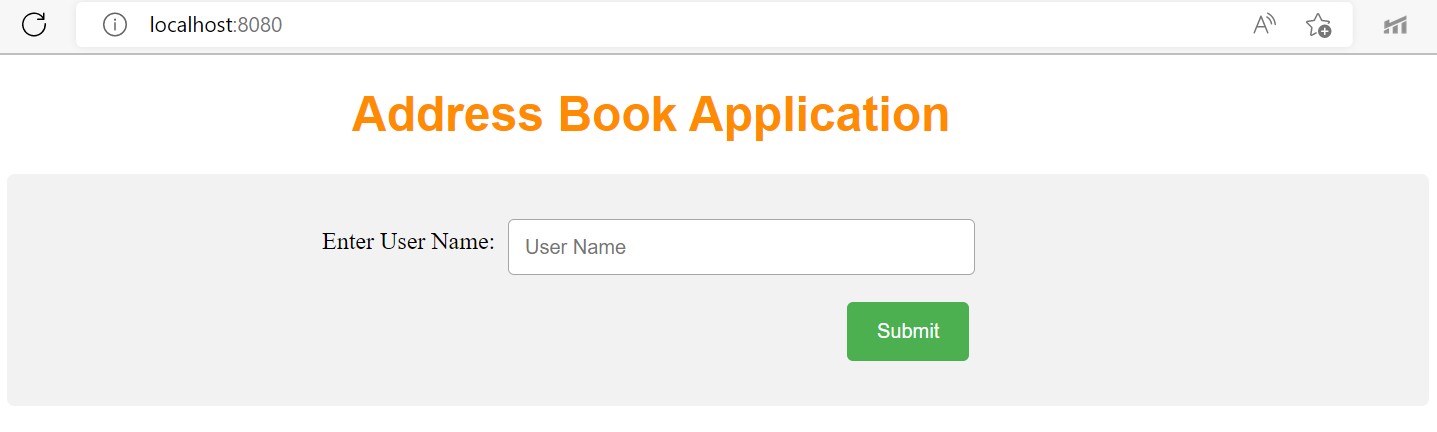 localhost:8080
Address Book Application
Enter User Name: User Name
Submit